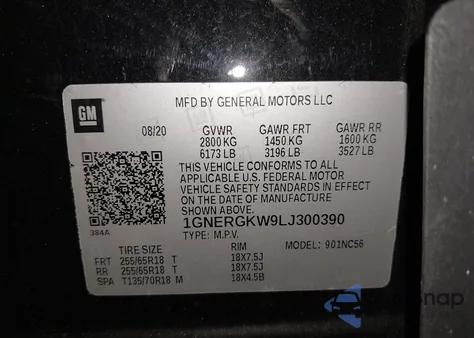 GM
MFD BY GENERAL MOTORS LLC
08/20 GVWR GAWR FRT GAWR RR
2800 KG 1450 KG 1600 KG
6173 LB 3196 LB 3527 LB
THIS VEHICLE CONFORMS TO ALL
APPLICABLE U.S. FEDERAL MOTOR
VEHICLE SAFETY STANDARDS IN EFFECT
ON THE DATE OF MANUFACTURE
SHOWN ABOVE.
1GNERGKW9LJ300390
384A TYPE: M.P.V. MODEL: 901NC56
TIRE SIZE RIM
FRT 255/65R18 T 18X7.5J
RR 255/65R18 T 18X7.5J
SPA T135/70R18 M 18X4.5B